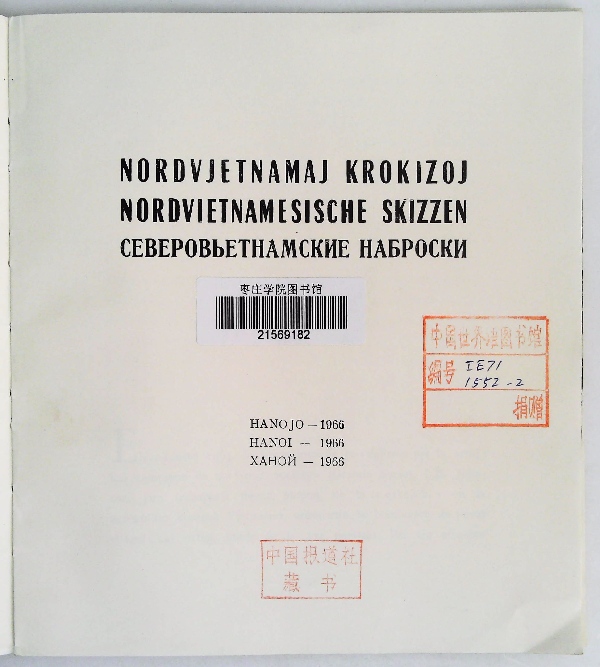 NORDVJETNAMAJ KROKIZOJ
NORDVIETNAMESISCHE SKIZZEN
СЕВЕРОВЬЕТНАМСКИЕ НАБРОСКИ
枣庄学院图书馆
21569182
中国世界语图书馆
编号 IE71
1552-2
捐赠
HANOJO — 1966
HANOI — 1966
ХАНОЙ — 1966
中国报道社
藏书